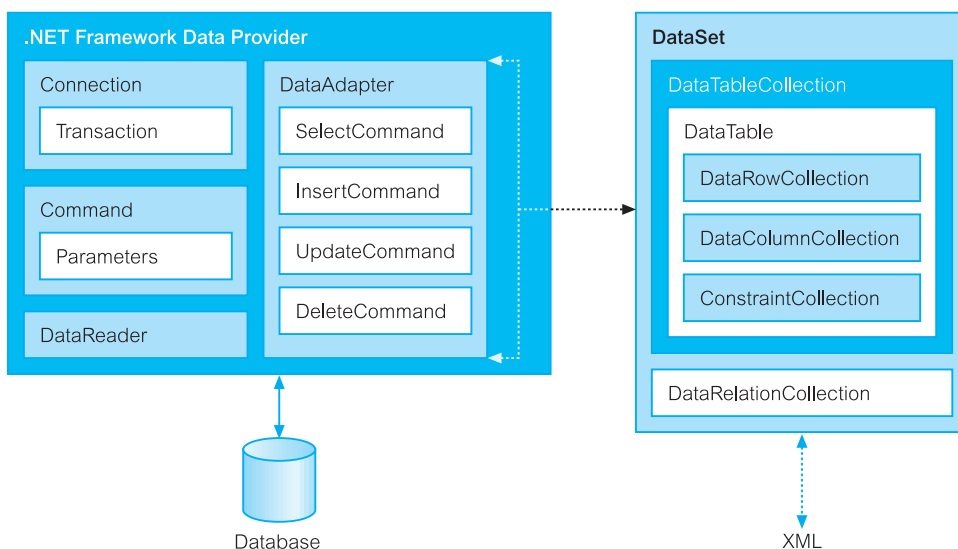 .NET Framework Data Provider
Connection
Transaction
Command
Parameters
DataReader
DataAdapter
SelectCommand
InsertCommand
UpdateCommand
DeleteCommand
Database
DataSet
DataTableCollection
DataTable
DataRowCollection
DataColumnCollection
ConstraintCollection
DataRelationCollection
XML